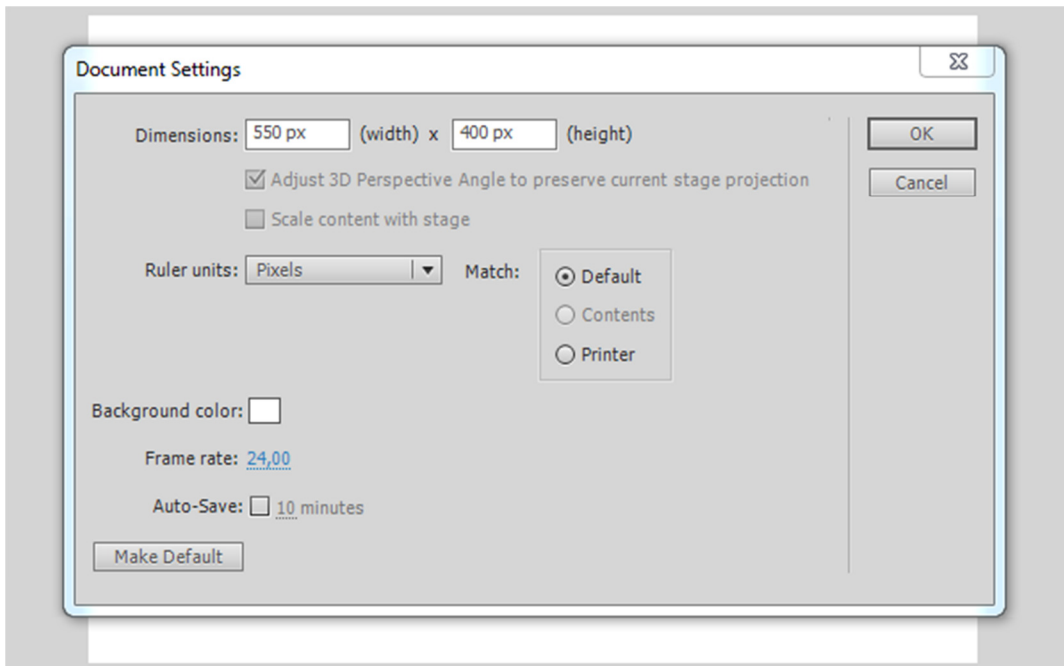 Document Settings
Dimensions: 550 px (width) x 400 px (height)
OK
Adjust 3D Perspective Angle to preserve current stage projection
Cancel
Scale content with stage
Ruler units: Pixels Match: Default
Contents
Printer
Background color:
Frame rate: 24,00
Auto-Save: 10 minutes
Make Default